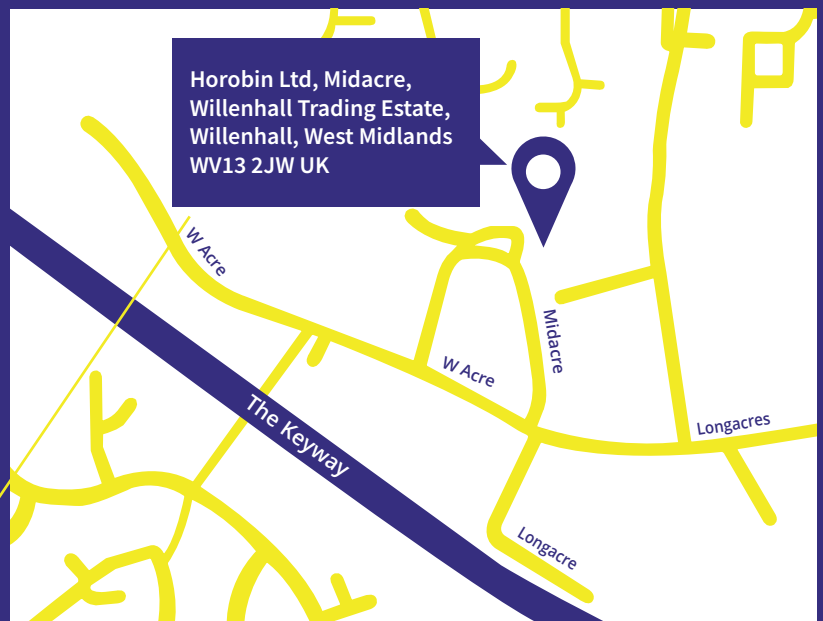 Horobin Ltd, Midacre,
Willenhall Trading Estate,
Willenhall, West Midlands
WV13 2JW UK
W Acre
Midacre
W Acre
The Keyway
Longacres
Longacre